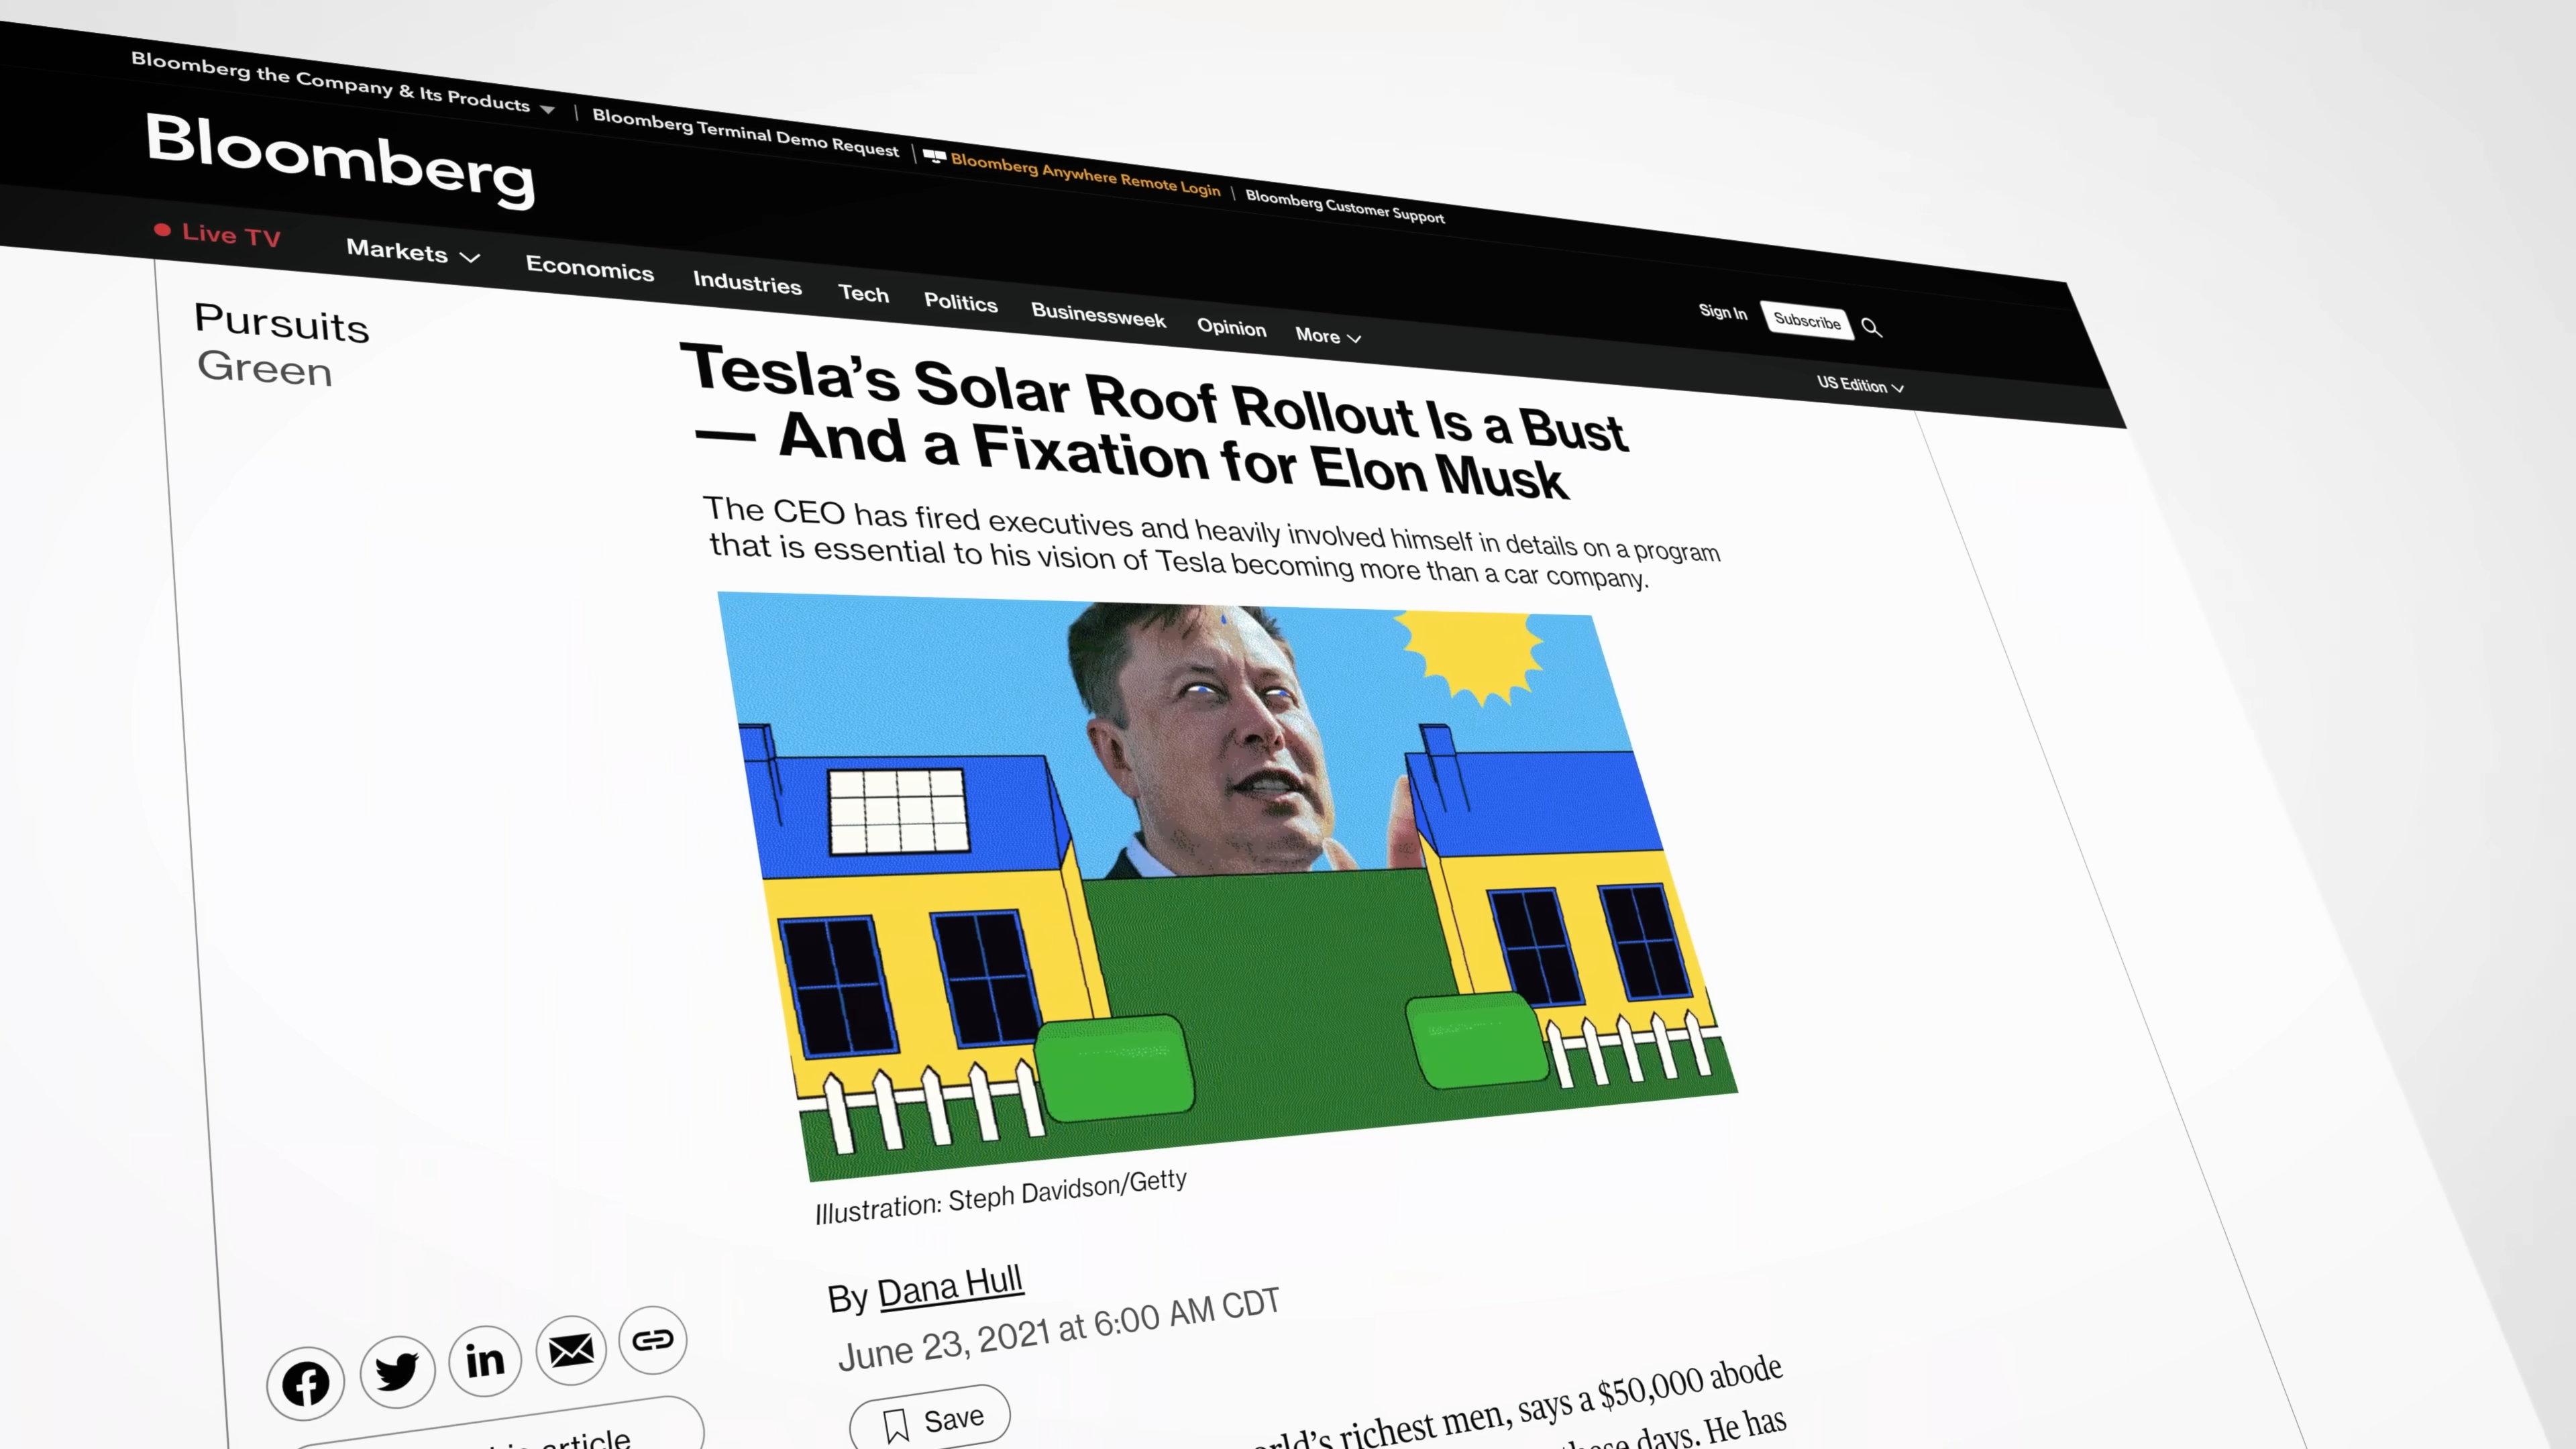 Bloomberg the Company & Its Products | Bloomberg Terminal Demo Request | Bloomberg Anywhere Remote Login | Bloomberg Customer Support
Bloomberg
Sign In Subscribe
Live TV Markets Economics Industries Tech Politics Businessweek Opinion More
US Edition
Pursuits
Green
Tesla’s Solar Roof Rollout Is a Bust
— And a Fixation for Elon Musk
The CEO has fired executives and heavily involved himself in details on a program
that is essential to his vision of Tesla becoming more than a car company.
Illustration: Steph Davidson/Getty
By Dana Hull
June 23, 2021 at 6:00 AM CDT
Save
article
richest men, says a $50,000 abode
days. He has